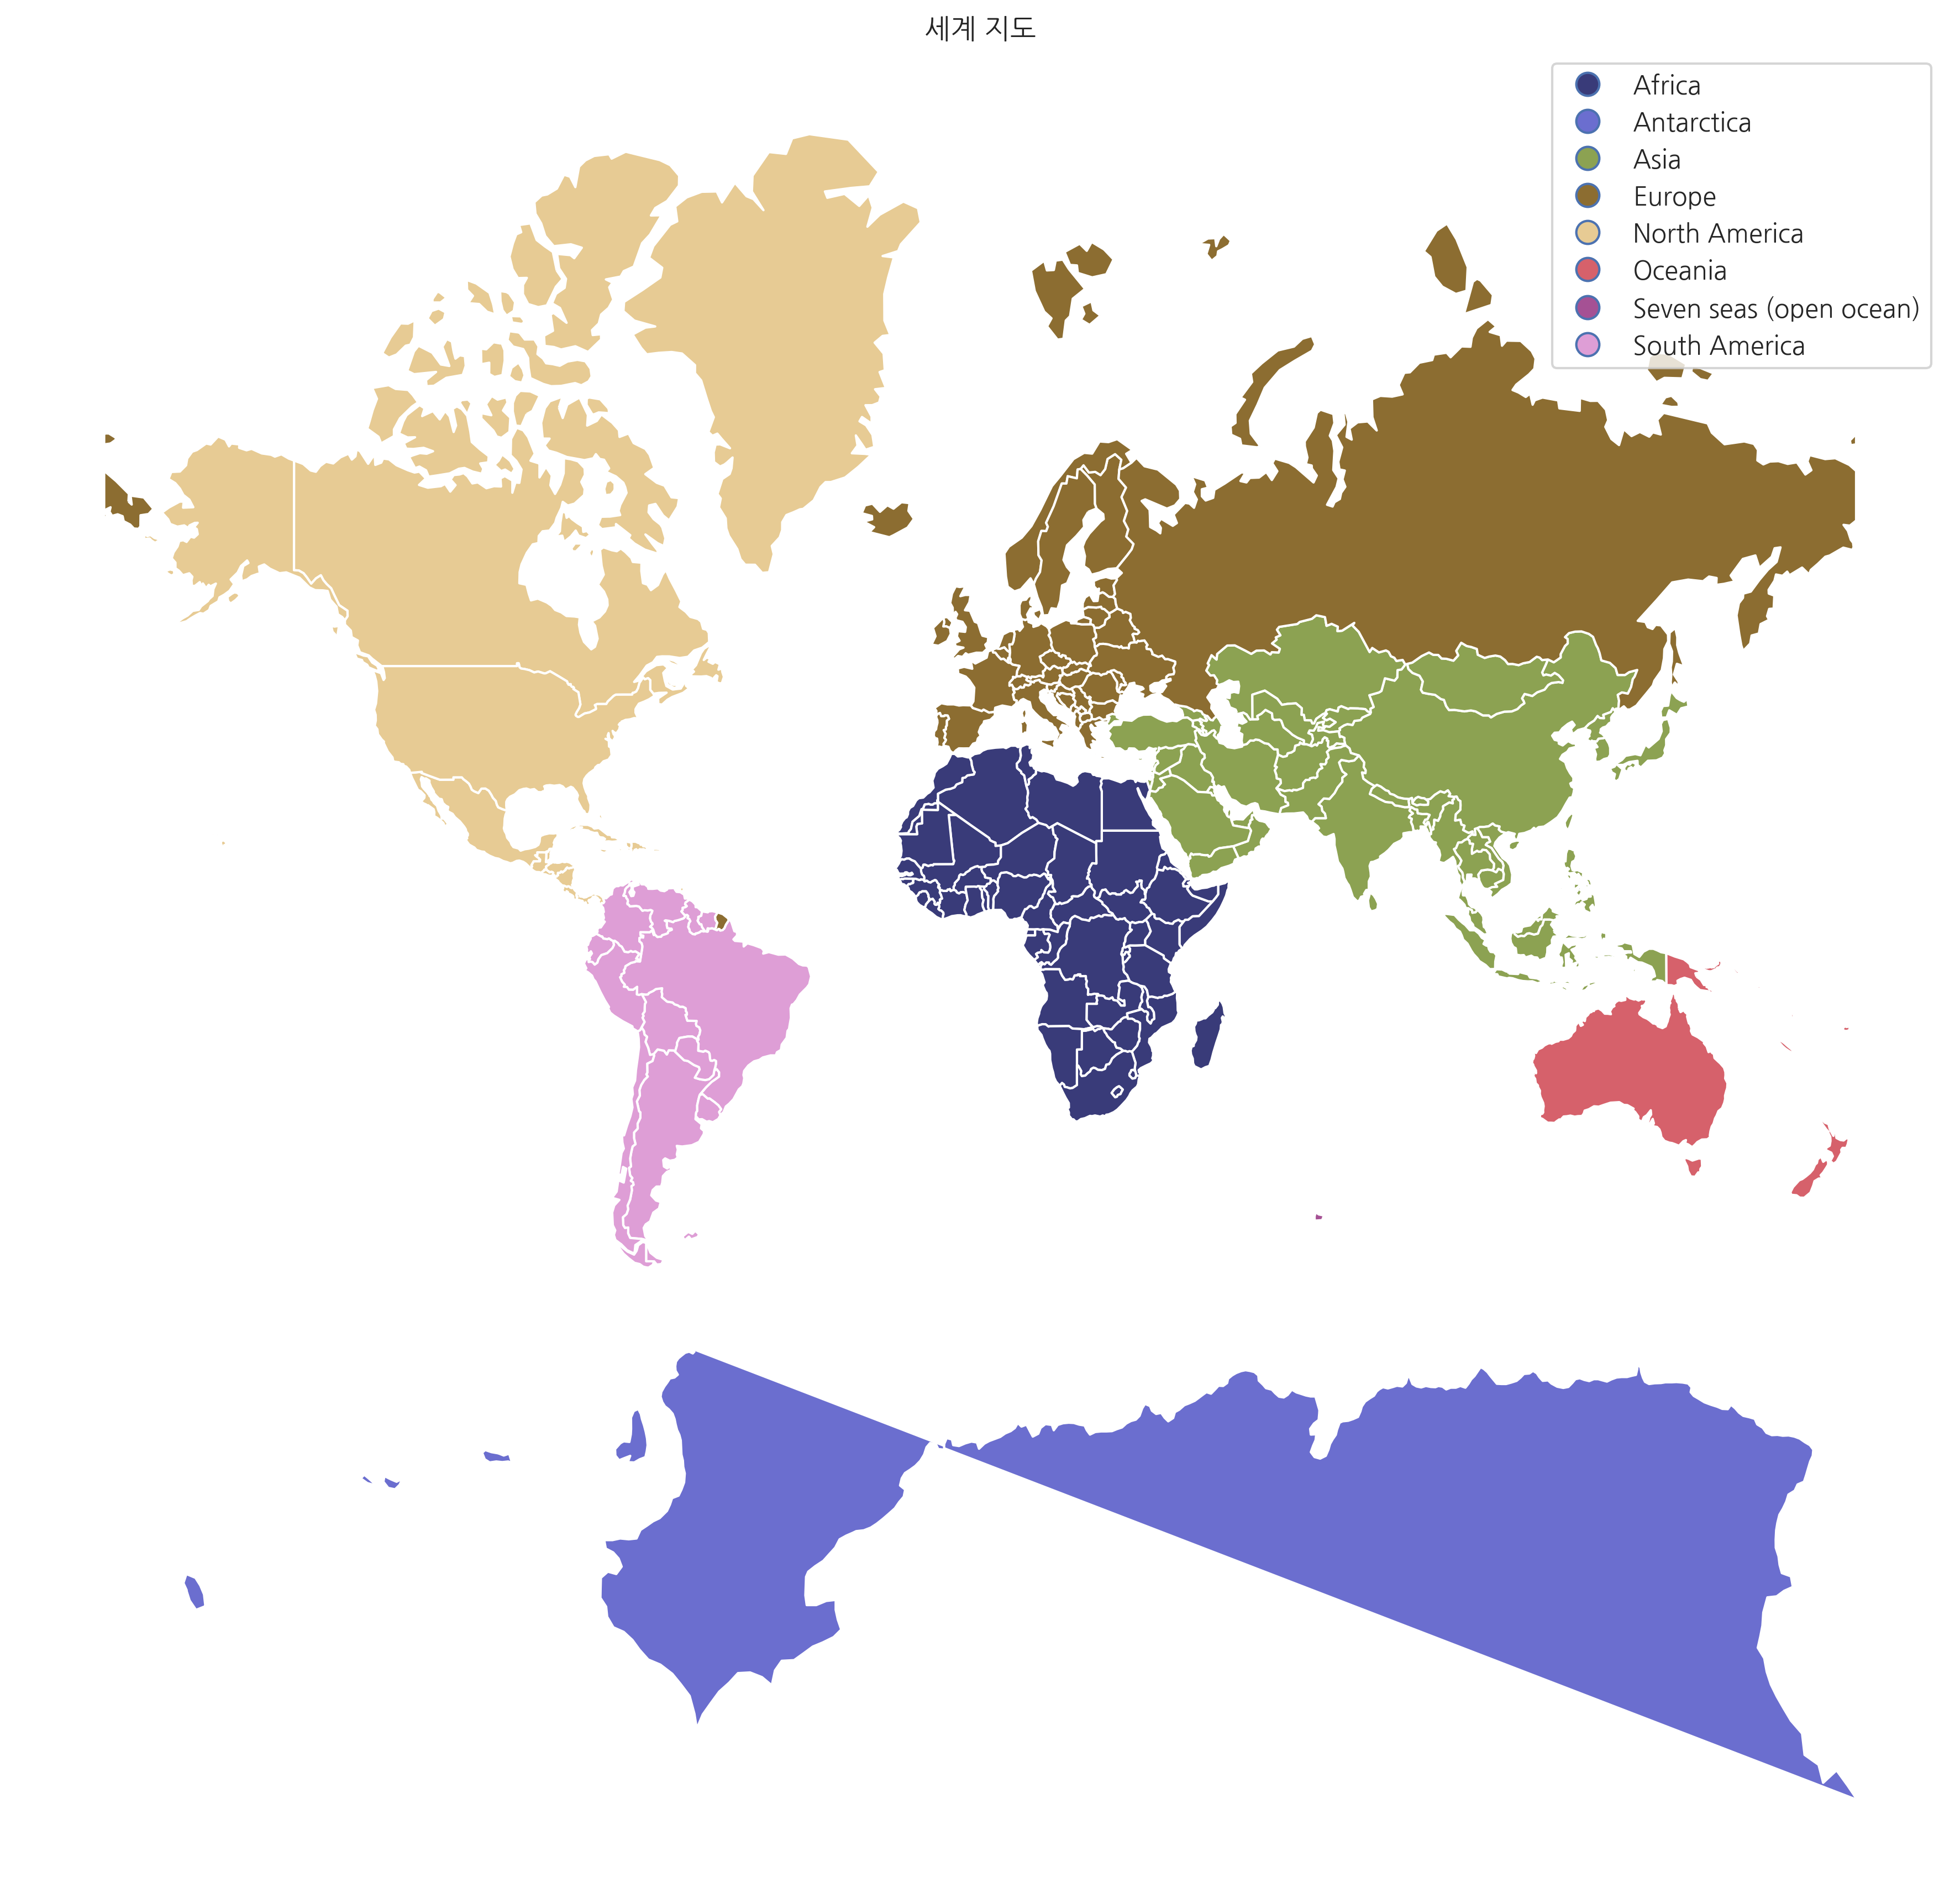 세계 지도
Africa
Antarctica
Asia
Europe
North America
Oceania
Seven seas (open ocean)
South America